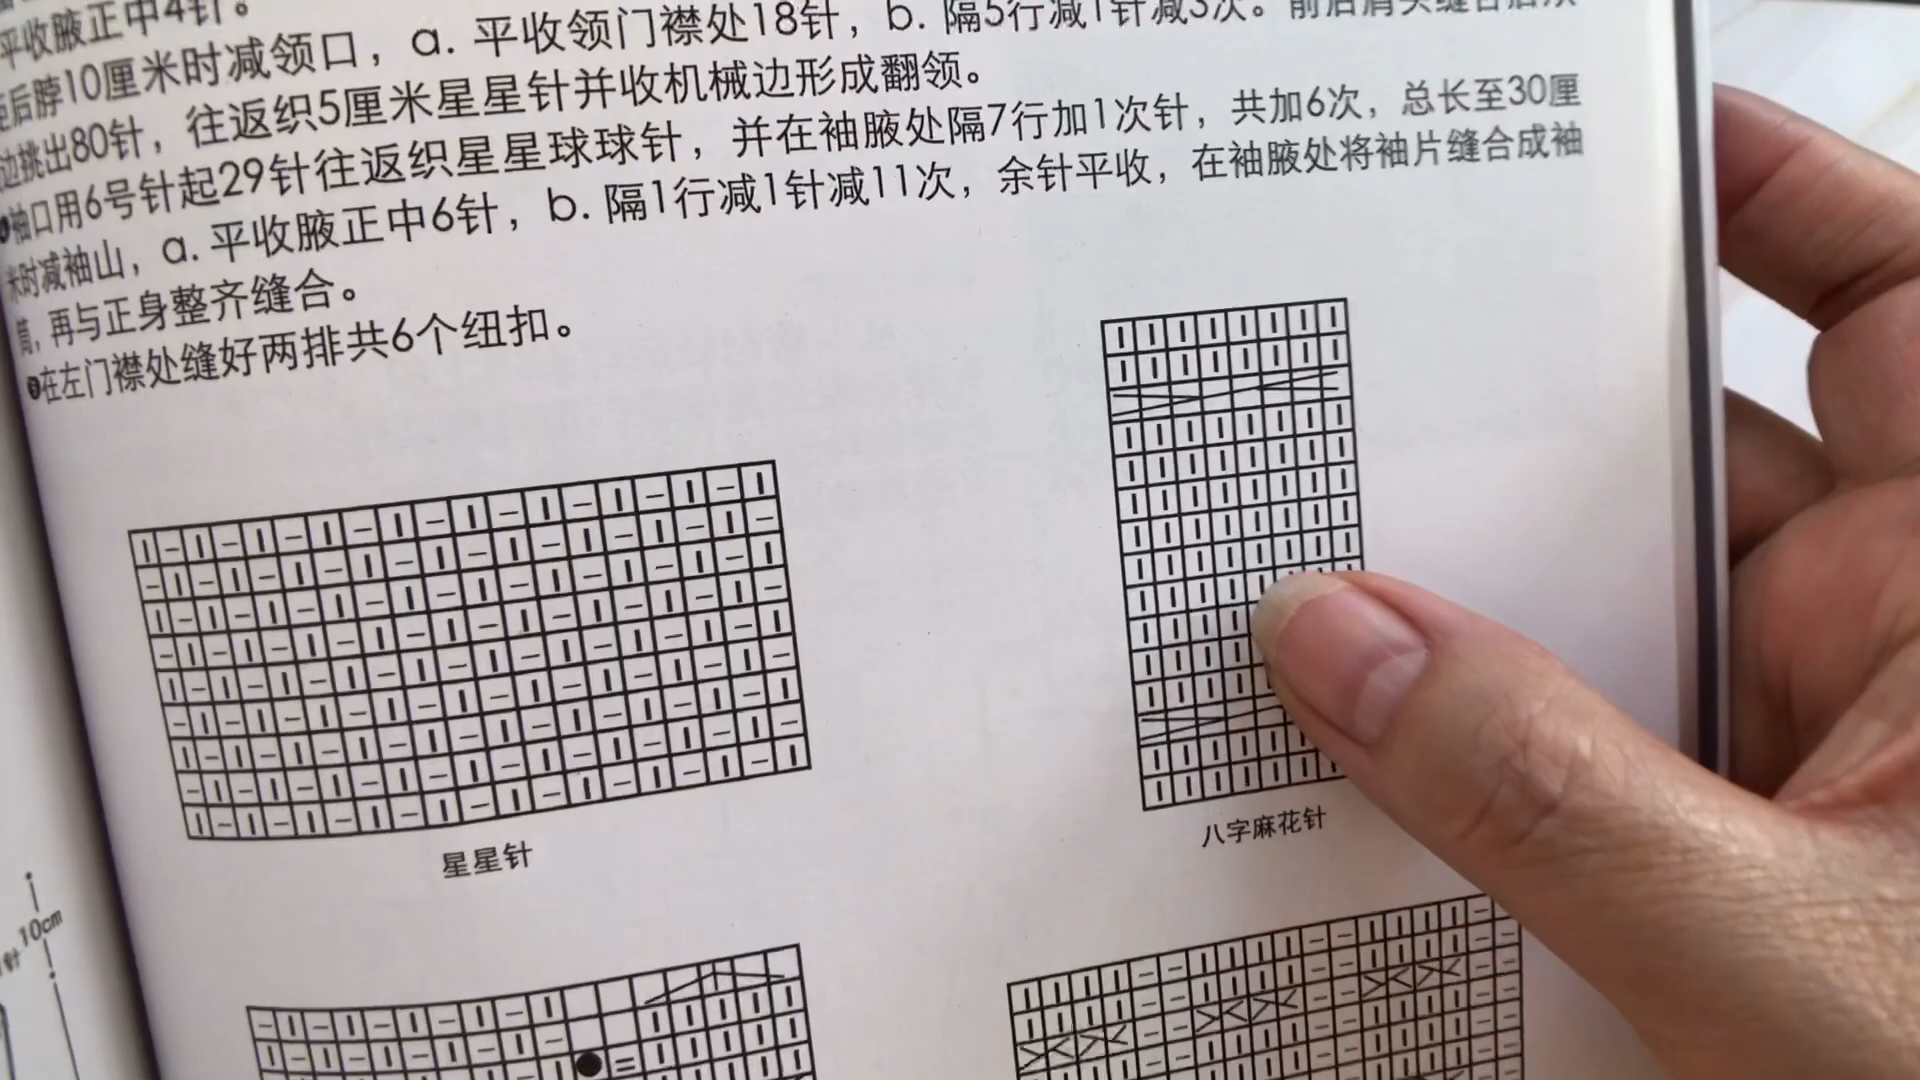 平收腋正中4针。
后脖10厘米时减领口，a. 平收领门襟处18针，b. 隔5行减1针减3次。前后肩头缝合后
边挑出80针，往返织5厘米星星针并收机械边形成翻领。
袖口用6号针起29针往返织星星球球针，并在袖腋处隔7行加1次针，共加6次，总长至30厘
米时减袖山，a. 平收腋正中6针，b. 隔1行减1针减11次，余针平收，在袖腋处将袖片缝合成袖
筒，再与正身整齐缝合。
在左门襟处缝好两排共6个纽扣。
星星针
八字麻花针
针
10cm